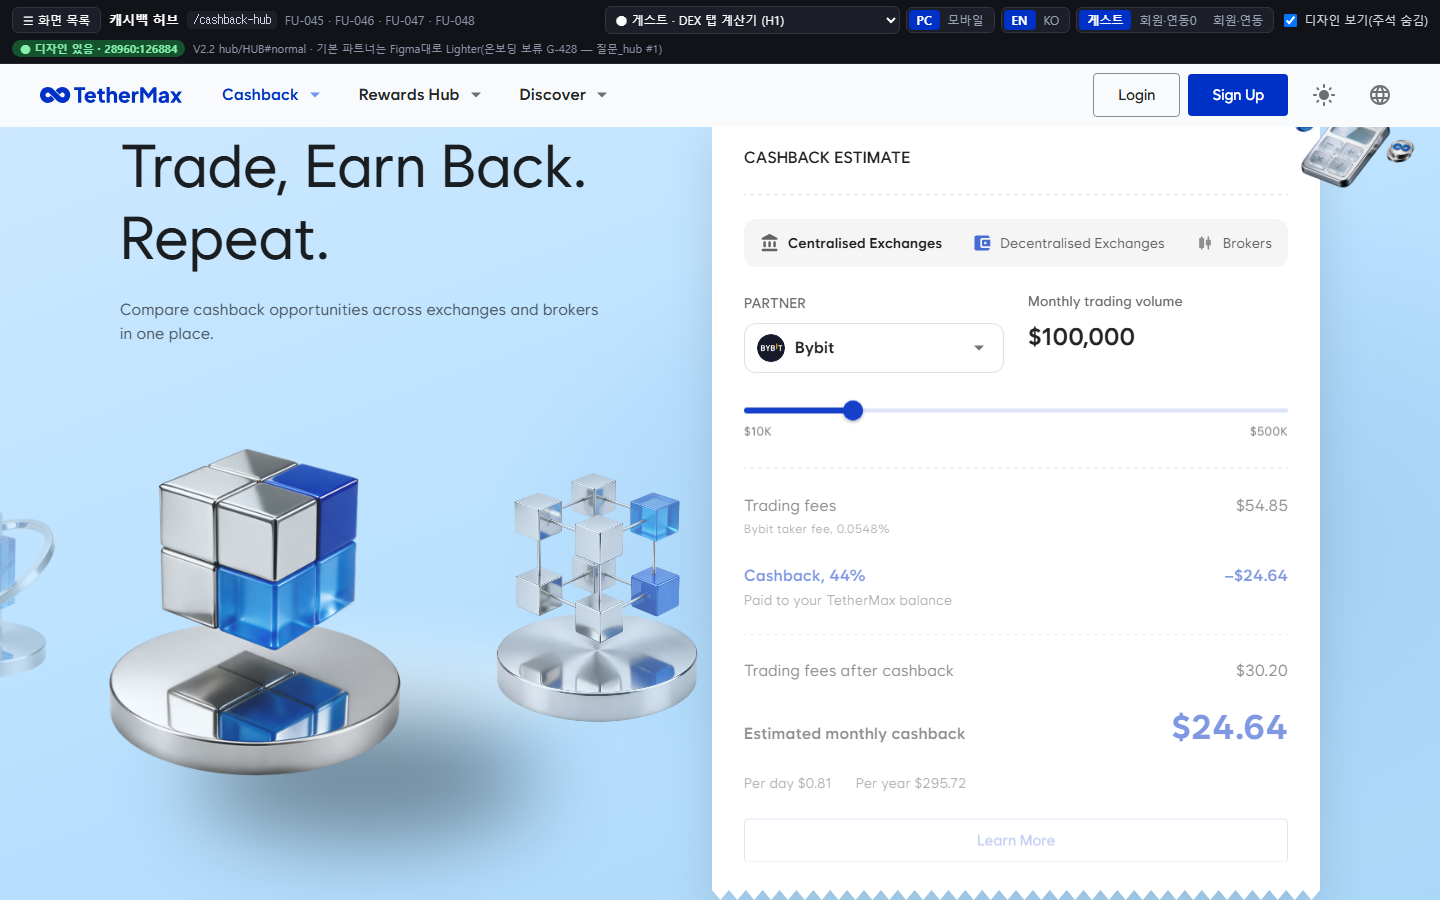 ☰ 화면 목록 캐시백 허브 /cashback-hub FU-045 · FU-046 · FU-047 · FU-048 ● 게스트 · DEX 탭 계산기 (H1) PC 모바일 EN KO 게스트 회원·연동0 회원·연동 디자인 보기(주석 숨김)
● 디자인 있음 · 28960:126884 V2.2 hub/HUB#normal · 기본 파트너는 Figma대로 Lighter(온보딩 보류 G-428 — 질문_hub #1)
TetherMax Cashback Rewards Hub Discover Login Sign Up
Trade, Earn Back.
Repeat.
Compare cashback opportunities across exchanges and brokers
in one place.
CASHBACK ESTIMATE
Centralised Exchanges Decentralised Exchanges Brokers
PARTNER Monthly trading volume
BYBIT Bybit $100,000
$10K $500K
Trading fees $54.85
Bybit taker fee, 0.0548%
Cashback, 44% –$24.64
Paid to your TetherMax balance
Trading fees after cashback $30.20
Estimated monthly cashback $24.64
Per day $0.81 Per year $295.72
Learn More